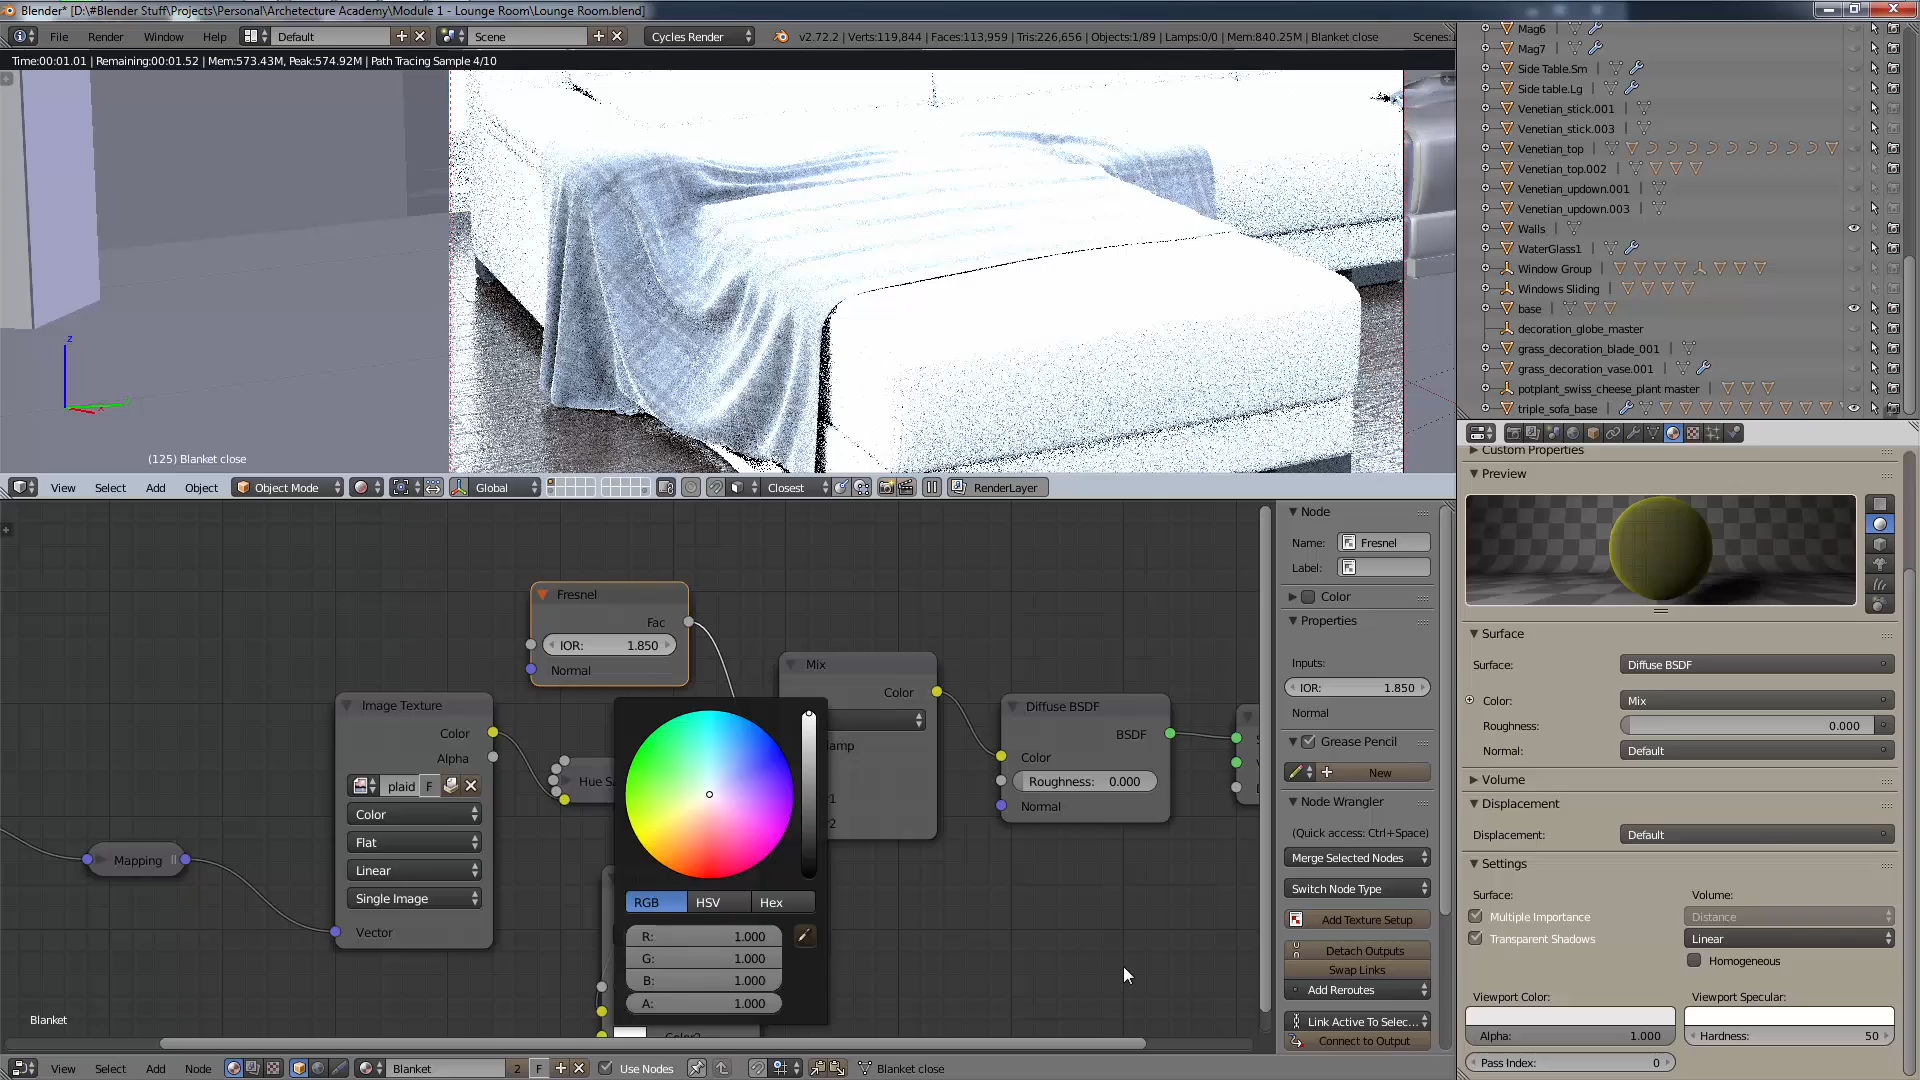 Blender* [D:\#Blender Stuff\Projects\Personal\Archetecture Academy\Module 1 - Lounge Room\Lounge Room.blend]
File Render Window Help Default Scene Cycles Render v2.72.2 | Verts:119,844 | Faces:113,959 | Tris:226,656 | Objects:1/89 | Lamps:0/0 | Mem:840.25M | Blanket close Scenes:
Time:00:01.01 | Remaining:00:01.52 | Mem:573.43M, Peak:574.92M | Path Tracing Sample 4/10
z
(125) Blanket close
View Select Add Object Object Mode Global Closest RenderLayer
Mag6
Mag7
Side Table.Sm
Side table.Lg
Venetian_stick.001
Venetian_stick.003
Venetian_top
Venetian_top.002
Venetian_updown.001
Venetian_updown.003
Walls
WaterGlass1
Window Group
Windows Sliding
base
decoration_globe_master
grass_decoration_blade_001
grass_decoration_vase.001
potplant_swiss_cheese_plant master
triple_sofa_base
Fresnel
Fac
IOR: 1.850
Normal
Image Texture
Color
Alpha
plaid F
Color
Flat
Linear
Single Image
Vector
Mapping
Hue Sa
RGB HSV Hex
R: 1.000
G: 1.000
B: 1.000
A: 1.000
Mix
Color
Diffuse BSDF
BSDF
Color
Roughness: 0.000
Normal
Blanket
View Select Add Node Blanket 2 F Use Nodes Blanket close
Node
Name: Fresnel
Label:
Color
Properties
Inputs:
IOR: 1.850
Normal
Grease Pencil
New
Node Wrangler
(Quick access: Ctrl+Space)
Merge Selected Nodes
Switch Node Type
Add Texture Setup
Detach Outputs
Swap Links
Add Reroutes
Link Active To Selec...
Connect to Output
Custom Properties
Preview
Surface
Surface: Diffuse BSDF
Color: Mix
Roughness: 0.000
Normal: Default
Volume
Displacement
Displacement: Default
Settings
Surface: Volume:
Multiple Importance Distance
Transparent Shadows Linear
Homogeneous
Viewport Color: Viewport Specular:
Alpha: 1.000 Hardness: 50
Pass Index: 0